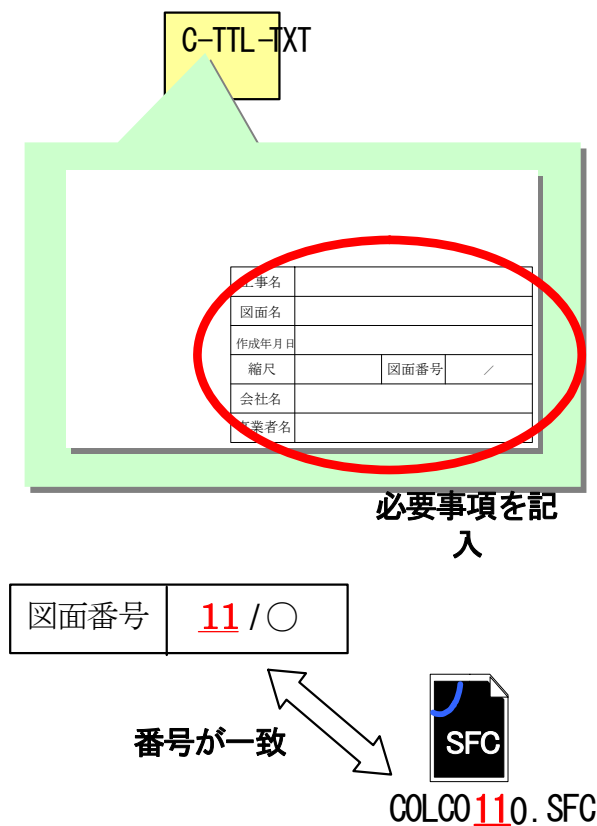 C-TTL-TXT
工事名
図面名
作成年月日
縮尺 図面番号 ／
会社名
事業者名
必要事項を記
入
図面番号 11 /○
番号が一致
SFC
C0LC0110.SFC